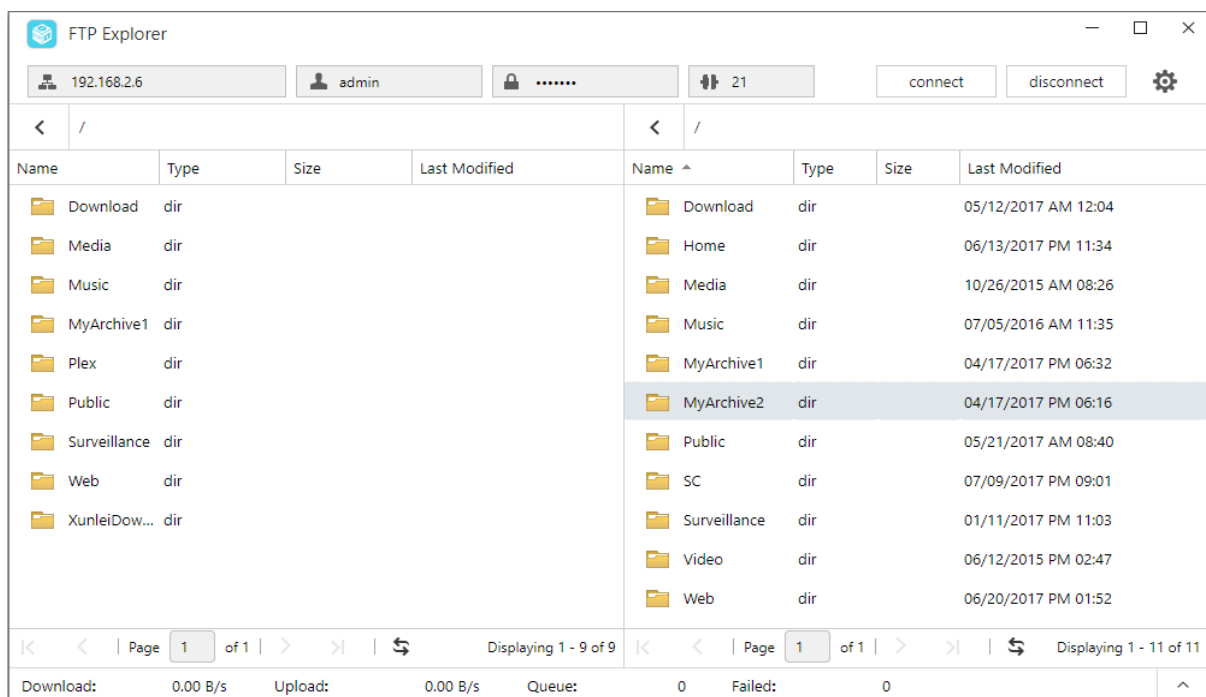 FTP Explorer
192.168.2.6 admin ••••••• 21 connect disconnect
/ /
Name Type Size Last Modified Name Type Size Last Modified
Download dir Download dir 05/12/2017 AM 12:04
Media dir Home dir 06/13/2017 PM 11:34
Music dir Media dir 10/26/2015 AM 08:26
MyArchive1 dir Music dir 07/05/2016 AM 11:35
Plex dir MyArchive1 dir 04/17/2017 PM 06:32
Public dir MyArchive2 dir 04/17/2017 PM 06:16
Surveillance dir Public dir 05/21/2017 AM 08:40
Web dir SC dir 07/09/2017 PM 09:01
XunleiDow... dir Surveillance dir 01/11/2017 PM 11:03
Video dir 06/12/2015 PM 02:47
Web dir 06/20/2017 PM 01:52
Page 1 of 1 Displaying 1 - 9 of 9 Page 1 of 1 Displaying 1 - 11 of 11
Download: 0.00 B/s Upload: 0.00 B/s Queue: 0 Failed: 0